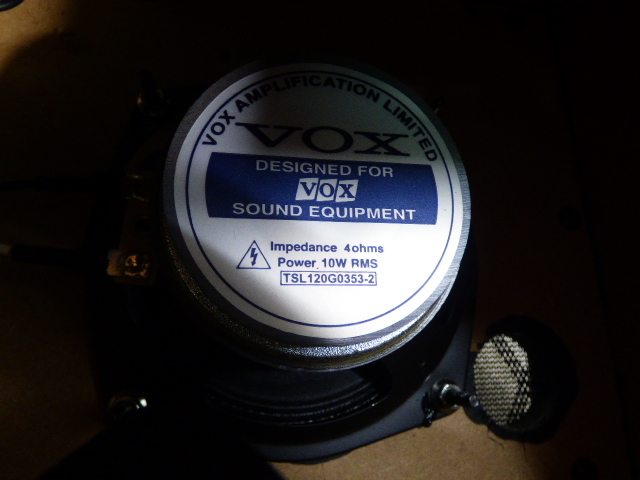 VOX AMPLIFICATION LIMITED
VOX
DESIGNED FOR
VOX
SOUND EQUIPMENT
Impedance 4ohms
Power 10W RMS
TSL120G0353-2